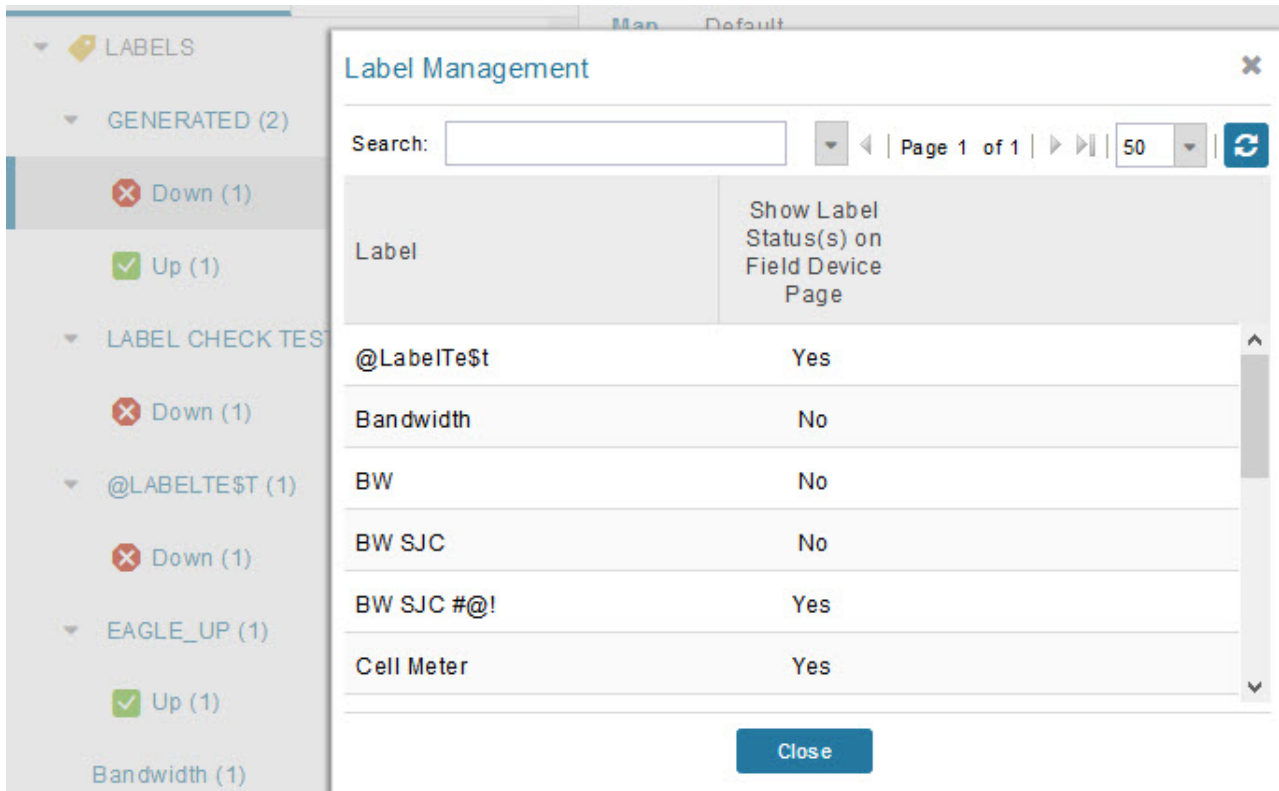 Map Default
LABELS
GENERATED (2)
Down (1)
Up (1)
LABEL CHECK TES
Down (1)
@LABELTE$T (1)
Down (1)
EAGLE_UP (1)
Up (1)
Bandwidth (1)
Label Management
Search:
Page 1 of 1
50
Label
Show Label
Status(s) on
Field Device
Page
@LabelTe$t Yes
Bandwidth No
BW No
BW SJC No
BW SJC #@! Yes
Cell Meter Yes
Close